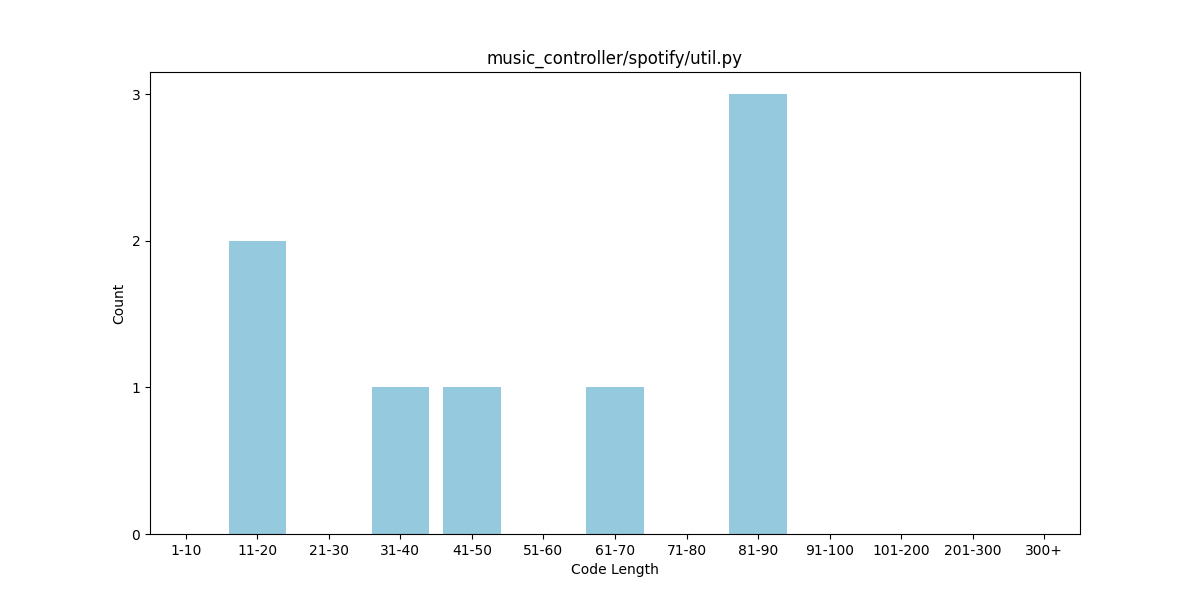 music_controller/spotify/util.py
Count
3
2
1
0
1-10 11-20 21-30 31-40 41-50 51-60 61-70 71-80 81-90 91-100 101-200 201-300 300+
Code Length